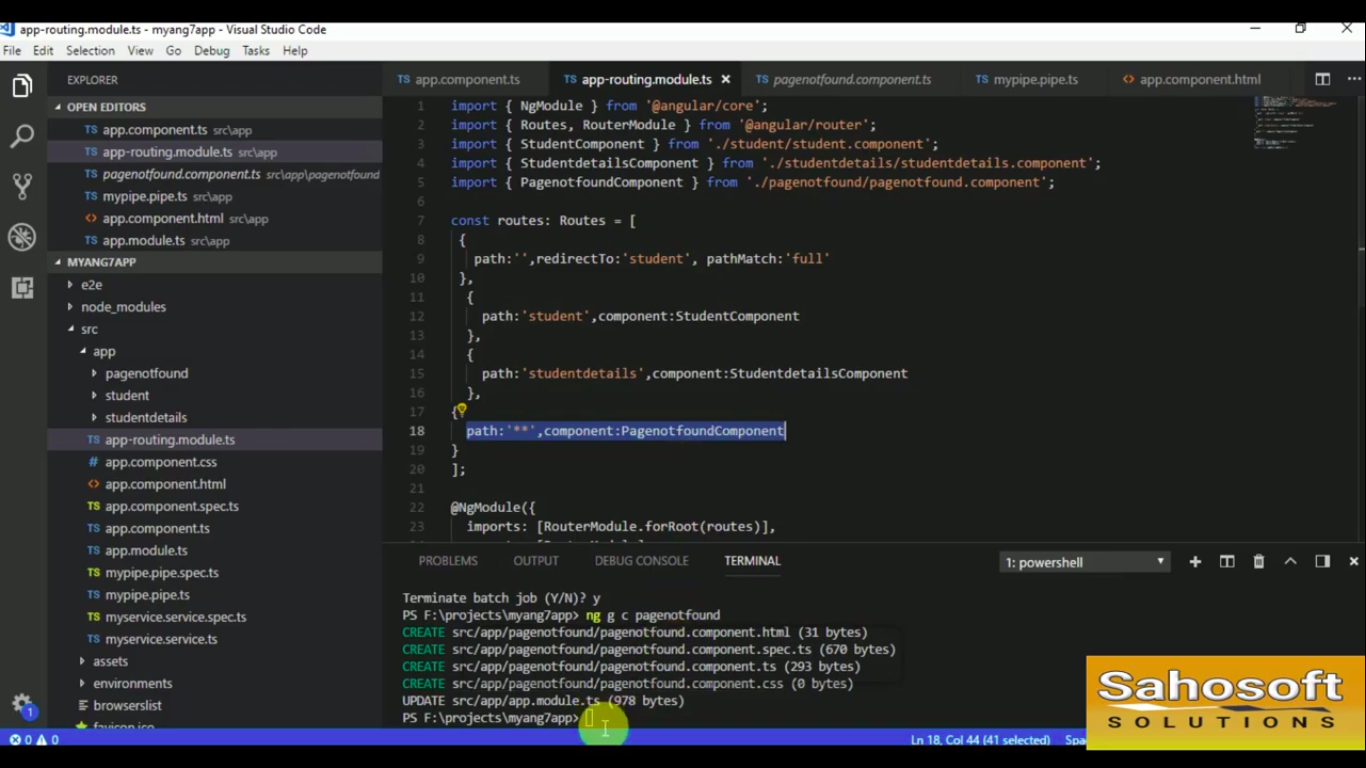 app-routing.module.ts - myang7app - Visual Studio Code
File Edit Selection View Go Debug Tasks Help
EXPLORER
OPEN EDITORS
TS app.component.ts src\app
TS app-routing.module.ts src\app
TS pagenotfound.component.ts src\app\pagenotfound
TS mypipe.pipe.ts src\app
<> app.component.html src\app
TS app.module.ts src\app
MYANG7APP
e2e
node_modules
src
app
pagenotfound
student
studentdetails
TS app-routing.module.ts
# app.component.css
<> app.component.html
TS app.component.spec.ts
TS app.component.ts
TS app.module.ts
TS mypipe.pipe.spec.ts
TS mypipe.pipe.ts
TS myservice.service.spec.ts
TS myservice.service.ts
assets
environments
browserslist
favicon.ico
1
TS app.component.ts TS app-routing.module.ts × TS pagenotfound.component.ts TS mypipe.pipe.ts <> app.component.html
1 import { NgModule } from '@angular/core';
2 import { Routes, RouterModule } from '@angular/router';
3 import { StudentComponent } from './student/student.component';
4 import { StudentdetailsComponent } from './studentdetails/studentdetails.component';
5 import { PagenotfoundComponent } from './pagenotfound/pagenotfound.component';
6
7 const routes: Routes = [
8 {
9 path:'',redirectTo:'student', pathMatch:'full'
10 },
11 {
12 path:'student',component:StudentComponent
13 },
14 {
15 path:'studentdetails',component:StudentdetailsComponent
16 },
17 {
18 path:'**',component:PagenotfoundComponent
19 }
20 ];
21
22 @NgModule({
23 imports: [RouterModule.forRoot(routes)],
PROBLEMS OUTPUT DEBUG CONSOLE TERMINAL 1: powershell
Terminate batch job (Y/N)? y
PS F:\projects\myang7app> ng g c pagenotfound
CREATE src/app/pagenotfound/pagenotfound.component.html (31 bytes)
CREATE src/app/pagenotfound/pagenotfound.component.spec.ts (670 bytes)
CREATE src/app/pagenotfound/pagenotfound.component.ts (293 bytes)
CREATE src/app/pagenotfound/pagenotfound.component.css (0 bytes)
UPDATE src/app/app.module.ts (978 bytes)
PS F:\projects\myang7app>
0 0 Ln 18, Col 44 (41 selected) Spa
Sahosoft
SOLUTIONS